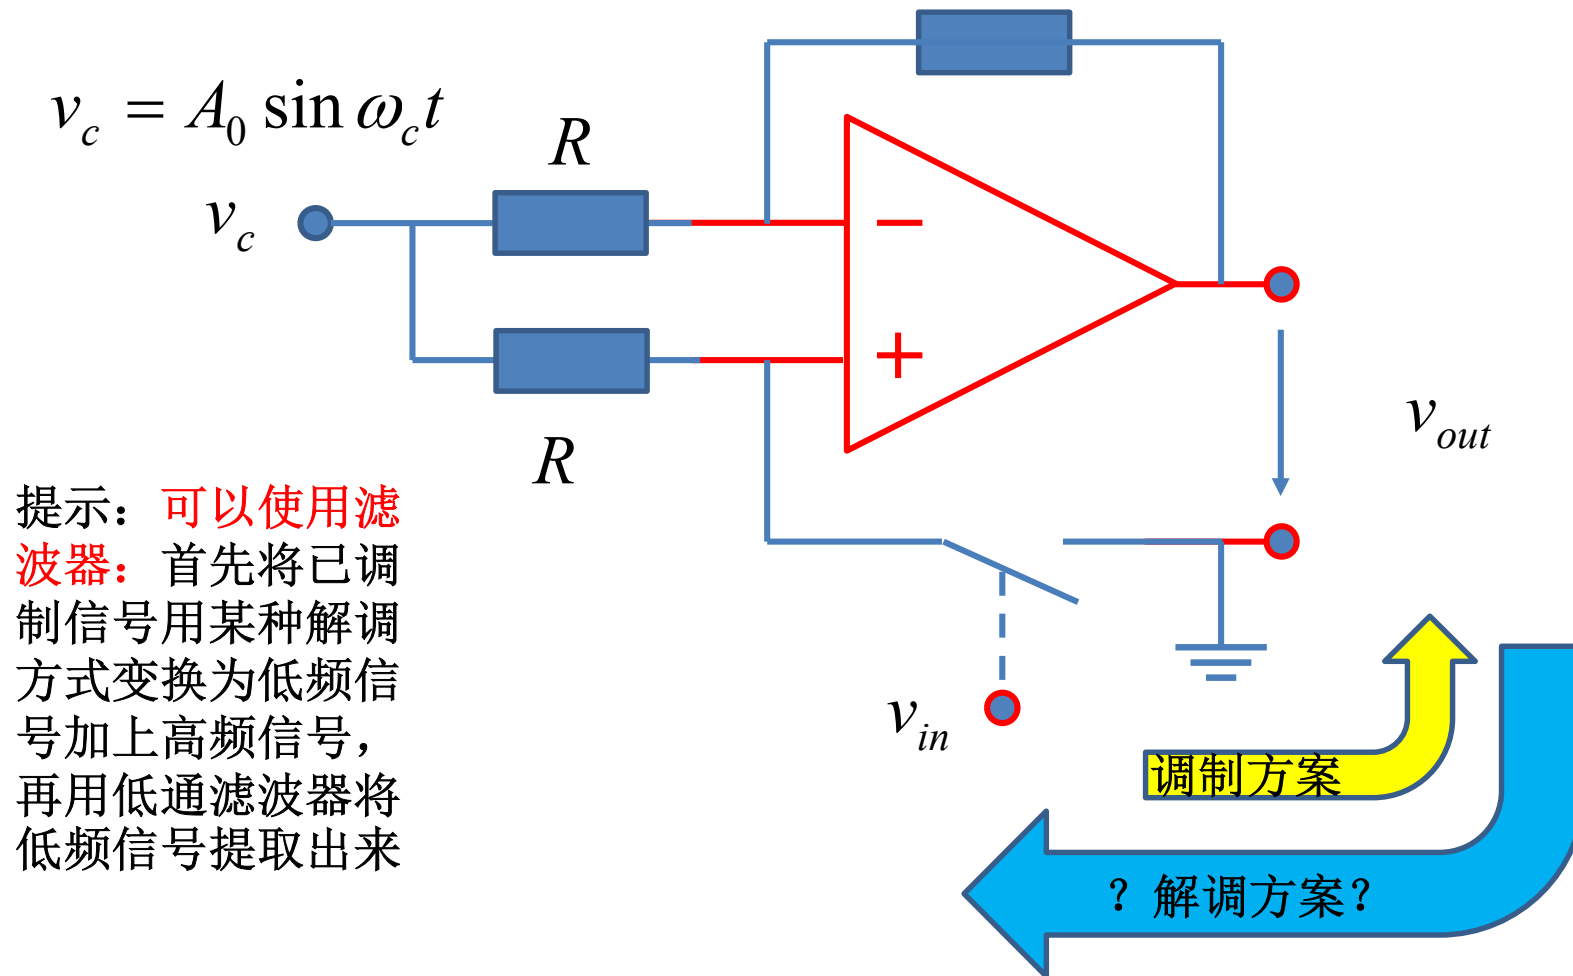 v_c = A_0 sin ω_c t
R
v_c
−
+
R
v_out
提示：可以使用滤
波器：首先将已调
制信号用某种解调
方式变换为低频信
号加上高频信号，
再用低通滤波器将
低频信号提取出来
v_in
调制方案
？解调方案？